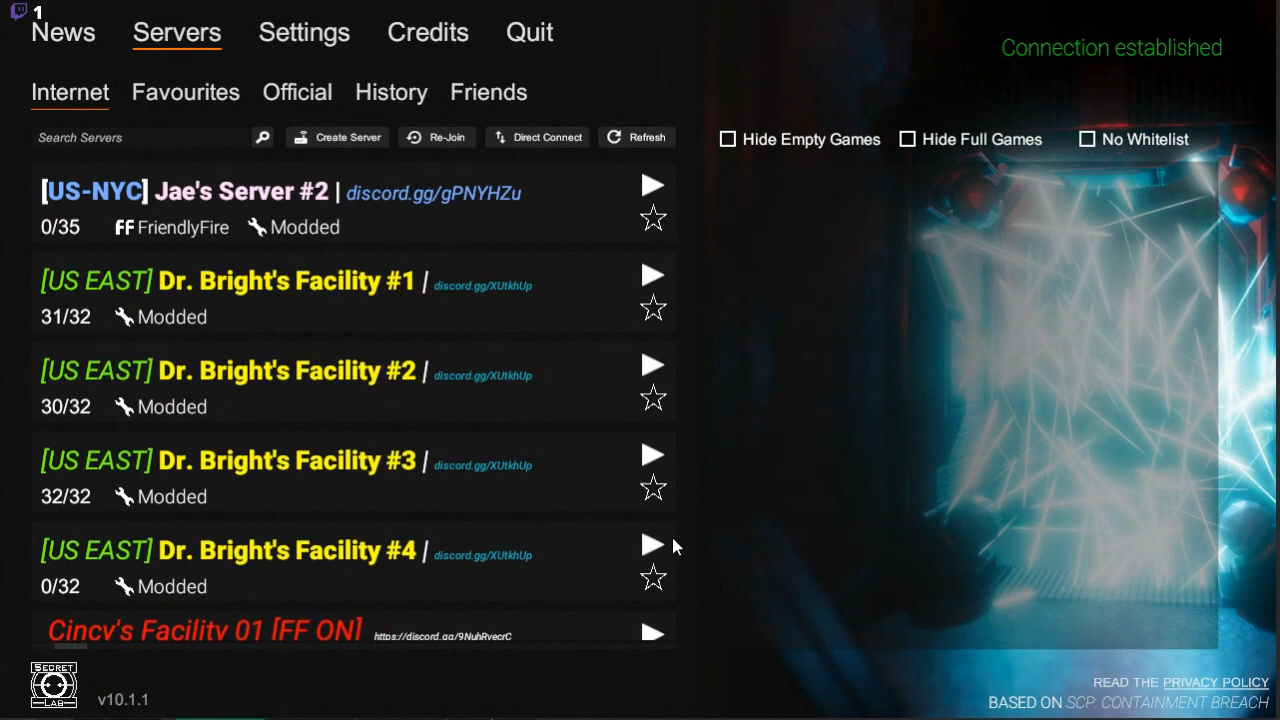 1
News Servers Settings Credits Quit
Connection established
Internet Favourites Official History Friends
Search Servers Create Server Re-Join Direct Connect Refresh
Hide Empty Games Hide Full Games No Whitelist
[US-NYC] Jae's Server #2 | discord.gg/gPNYHZu
0/35 FF FriendlyFire Modded
[US EAST] Dr. Bright's Facility #1 | discord.gg/XUtkhUp
31/32 Modded
[US EAST] Dr. Bright's Facility #2 | discord.gg/XUtkhUp
30/32 Modded
[US EAST] Dr. Bright's Facility #3 | discord.gg/XUtkhUp
32/32 Modded
[US EAST] Dr. Bright's Facility #4 | discord.gg/XUtkhUp
0/32 Modded
Cincy's Facility 01 [FF ON]
SECRET
LAB
v10.1.1
READ THE PRIVACY POLICY
BASED ON SCP: CONTAINMENT BREACH